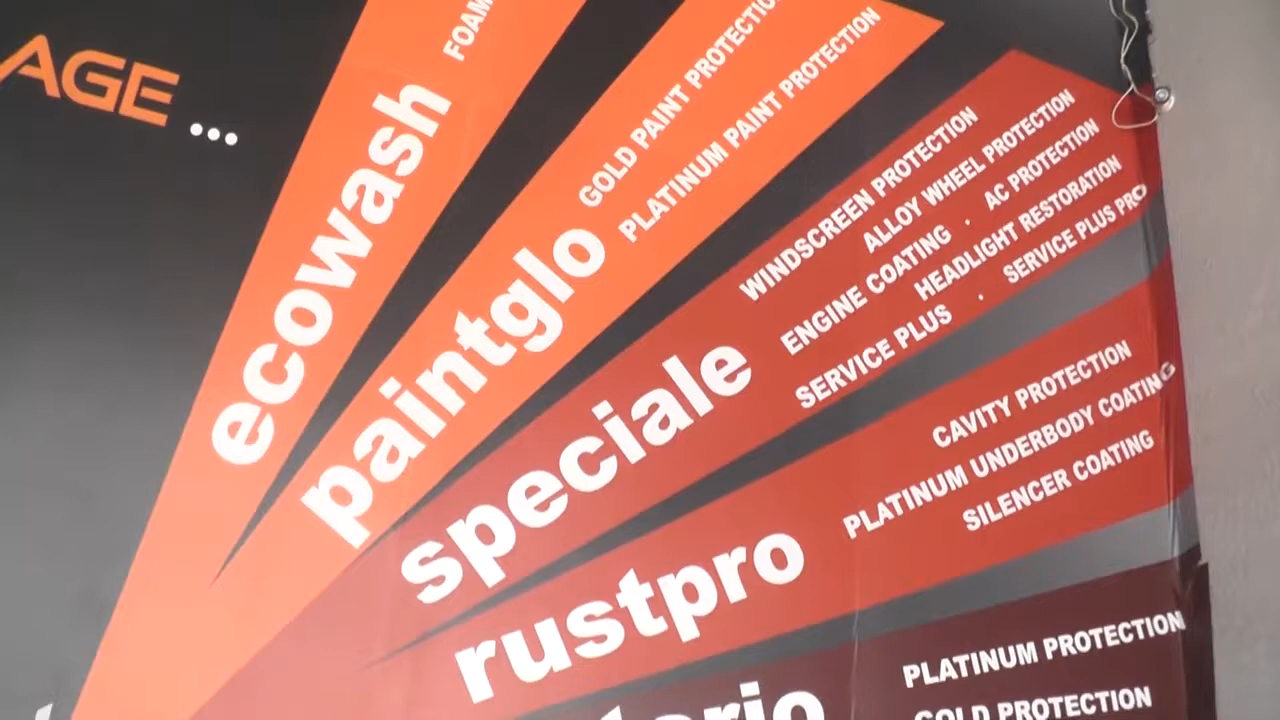 AGE...
ecowash
FOAM
paintglo
GOLD PAINT PROTECTION
PLATINUM PAINT PROTECTION
speciale
WINDSCREEN PROTECTION
ALLOY WHEEL PROTECTION
ENGINE COATING . AC PROTECTION
HEADLIGHT RESTORATION
SERVICE PLUS . SERVICE PLUS PRO
rustpro
CAVITY PROTECTION
PLATINUM UNDERBODY COATING
SILENCER COATING
PLATINUM PROTECTION
GOLD PROTECTION